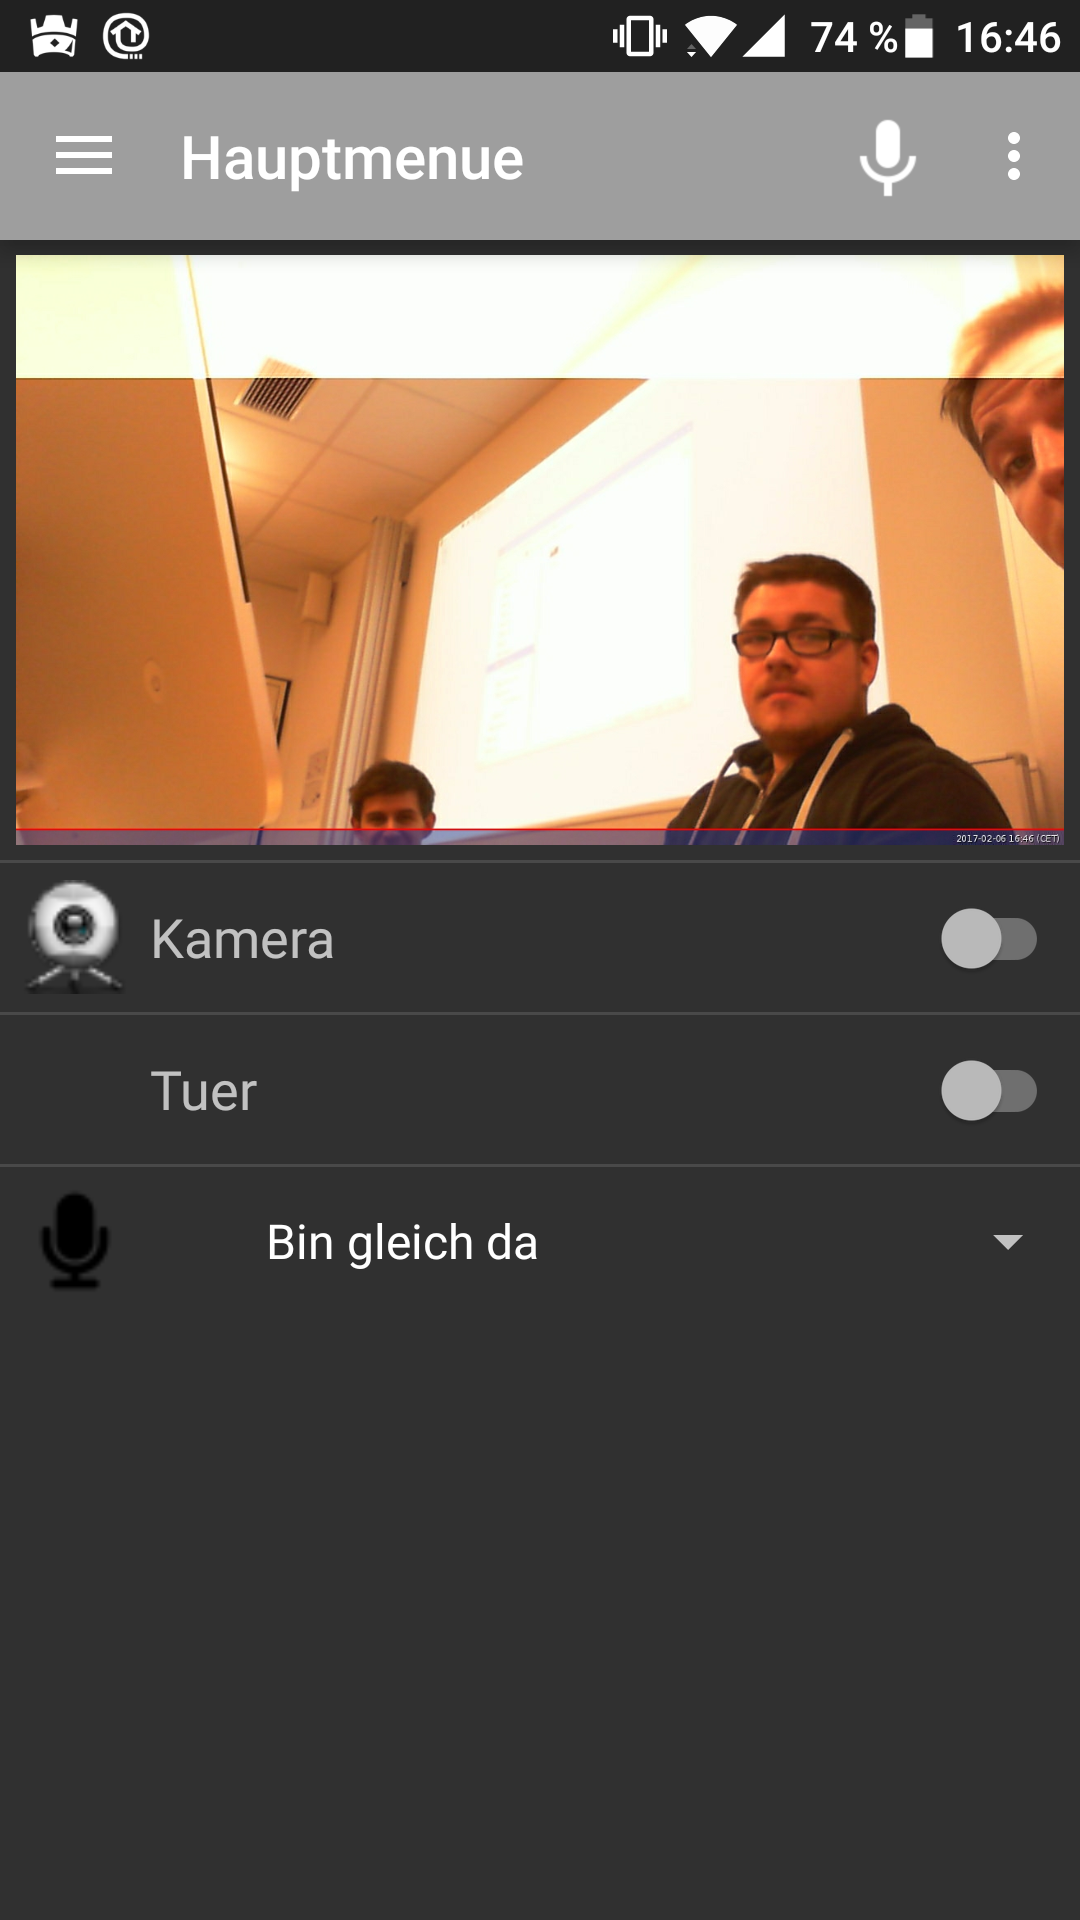 74 % 16:46
Hauptmenue
2017-02-06 16:46 (CET)
Kamera
Tuer
Bin gleich da